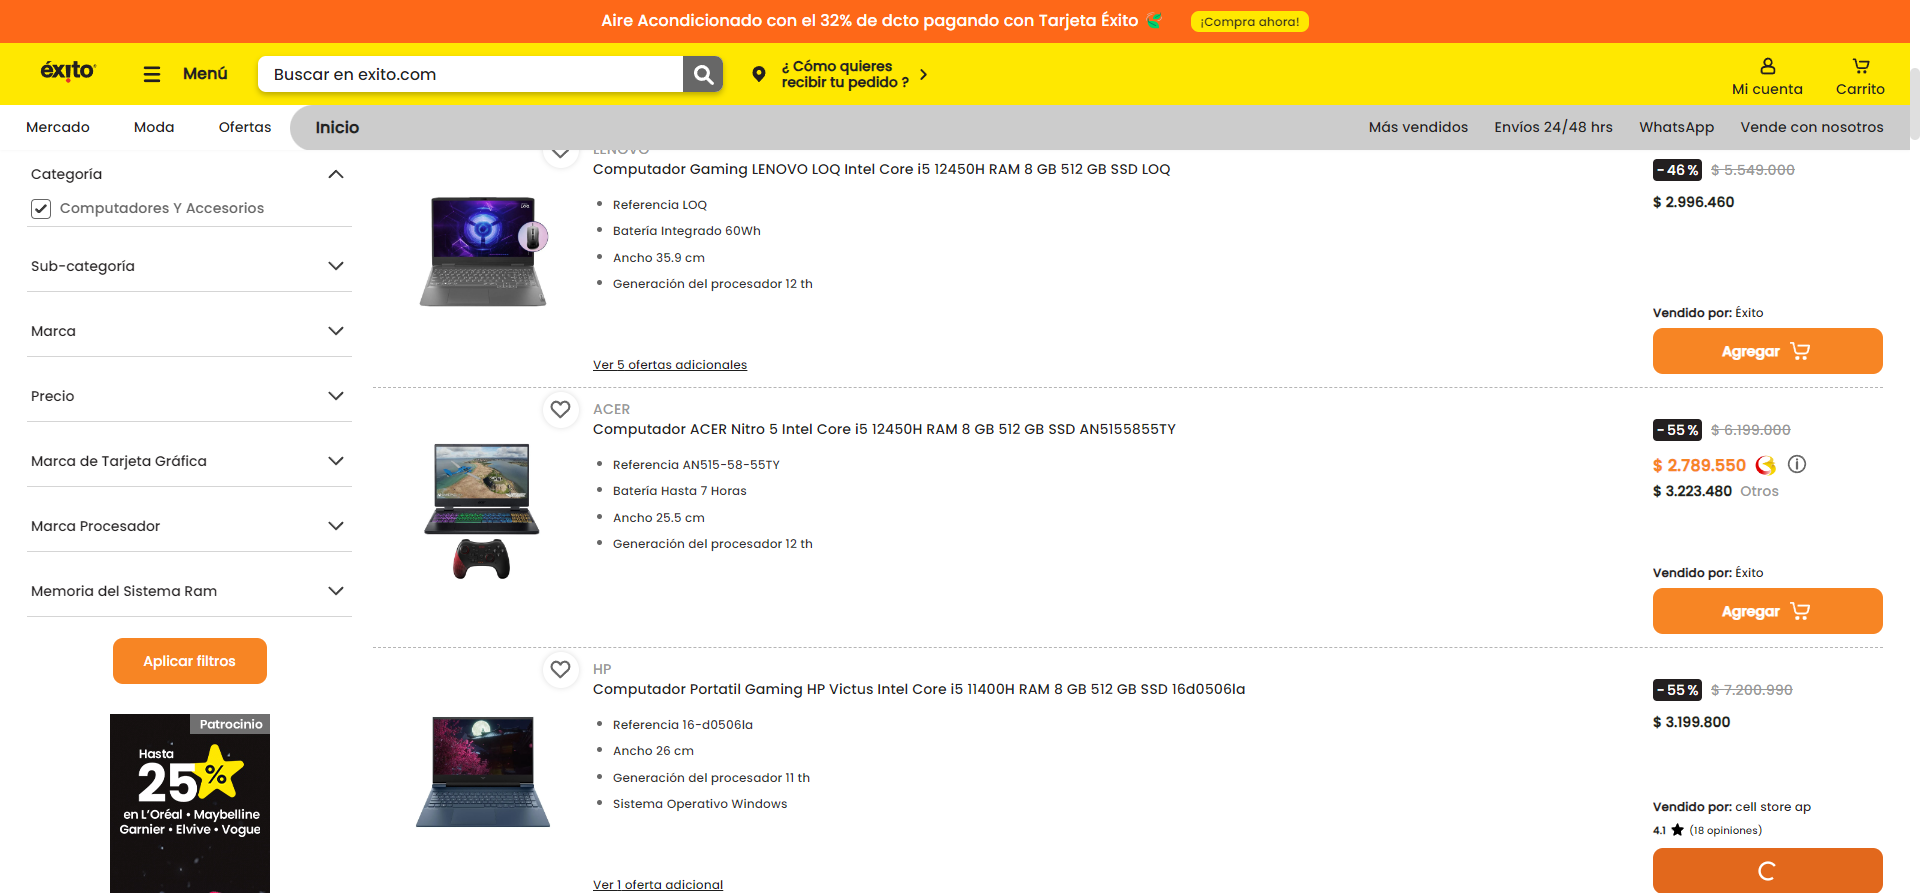 Aire Acondicionado con el 32% de dcto pagando con Tarjeta Éxito
¡Compra ahora!
éxito
Menú
Buscar en exito.com
¿ Cómo quieres
recibir tu pedido ?
Mi cuenta
Carrito
Mercado
Moda
Ofertas
Inicio
Más vendidos
Envíos 24/48 hrs
WhatsApp
Vende con nosotros
Categoría
Computadores Y Accesorios
Sub-categoría
Marca
Precio
Marca de Tarjeta Gráfica
Marca Procesador
Memoria del Sistema Ram
Aplicar filtros
Patrocinio
Hasta
25%
en L'Oréal • Maybelline
Garnier • Elvive • Vogue
LENOVO
Computador Gaming LENOVO LOQ Intel Core i5 12450H RAM 8 GB 512 GB SSD LOQ
Referencia LOQ
Batería Integrado 60Wh
Ancho 35.9 cm
Generación del procesador 12 th
Ver 5 ofertas adicionales
-46% $ 5.549.000
$ 2.996.460
Vendido por: Éxito
Agregar
ACER
Computador ACER Nitro 5 Intel Core i5 12450H RAM 8 GB 512 GB SSD AN5155855TY
Referencia AN515-58-55TY
Batería Hasta 7 Horas
Ancho 25.5 cm
Generación del procesador 12 th
-55% $ 6.199.000
$ 2.789.550
$ 3.223.480 Otros
Vendido por: Éxito
Agregar
HP
Computador Portatil Gaming HP Victus Intel Core i5 11400H RAM 8 GB 512 GB SSD 16d0506la
Referencia 16-d0506la
Ancho 26 cm
Generación del procesador 11 th
Sistema Operativo Windows
Ver 1 oferta adicional
-55% $ 7.200.990
$ 3.199.800
Vendido por: cell store ap
4.1 (18 opiniones)